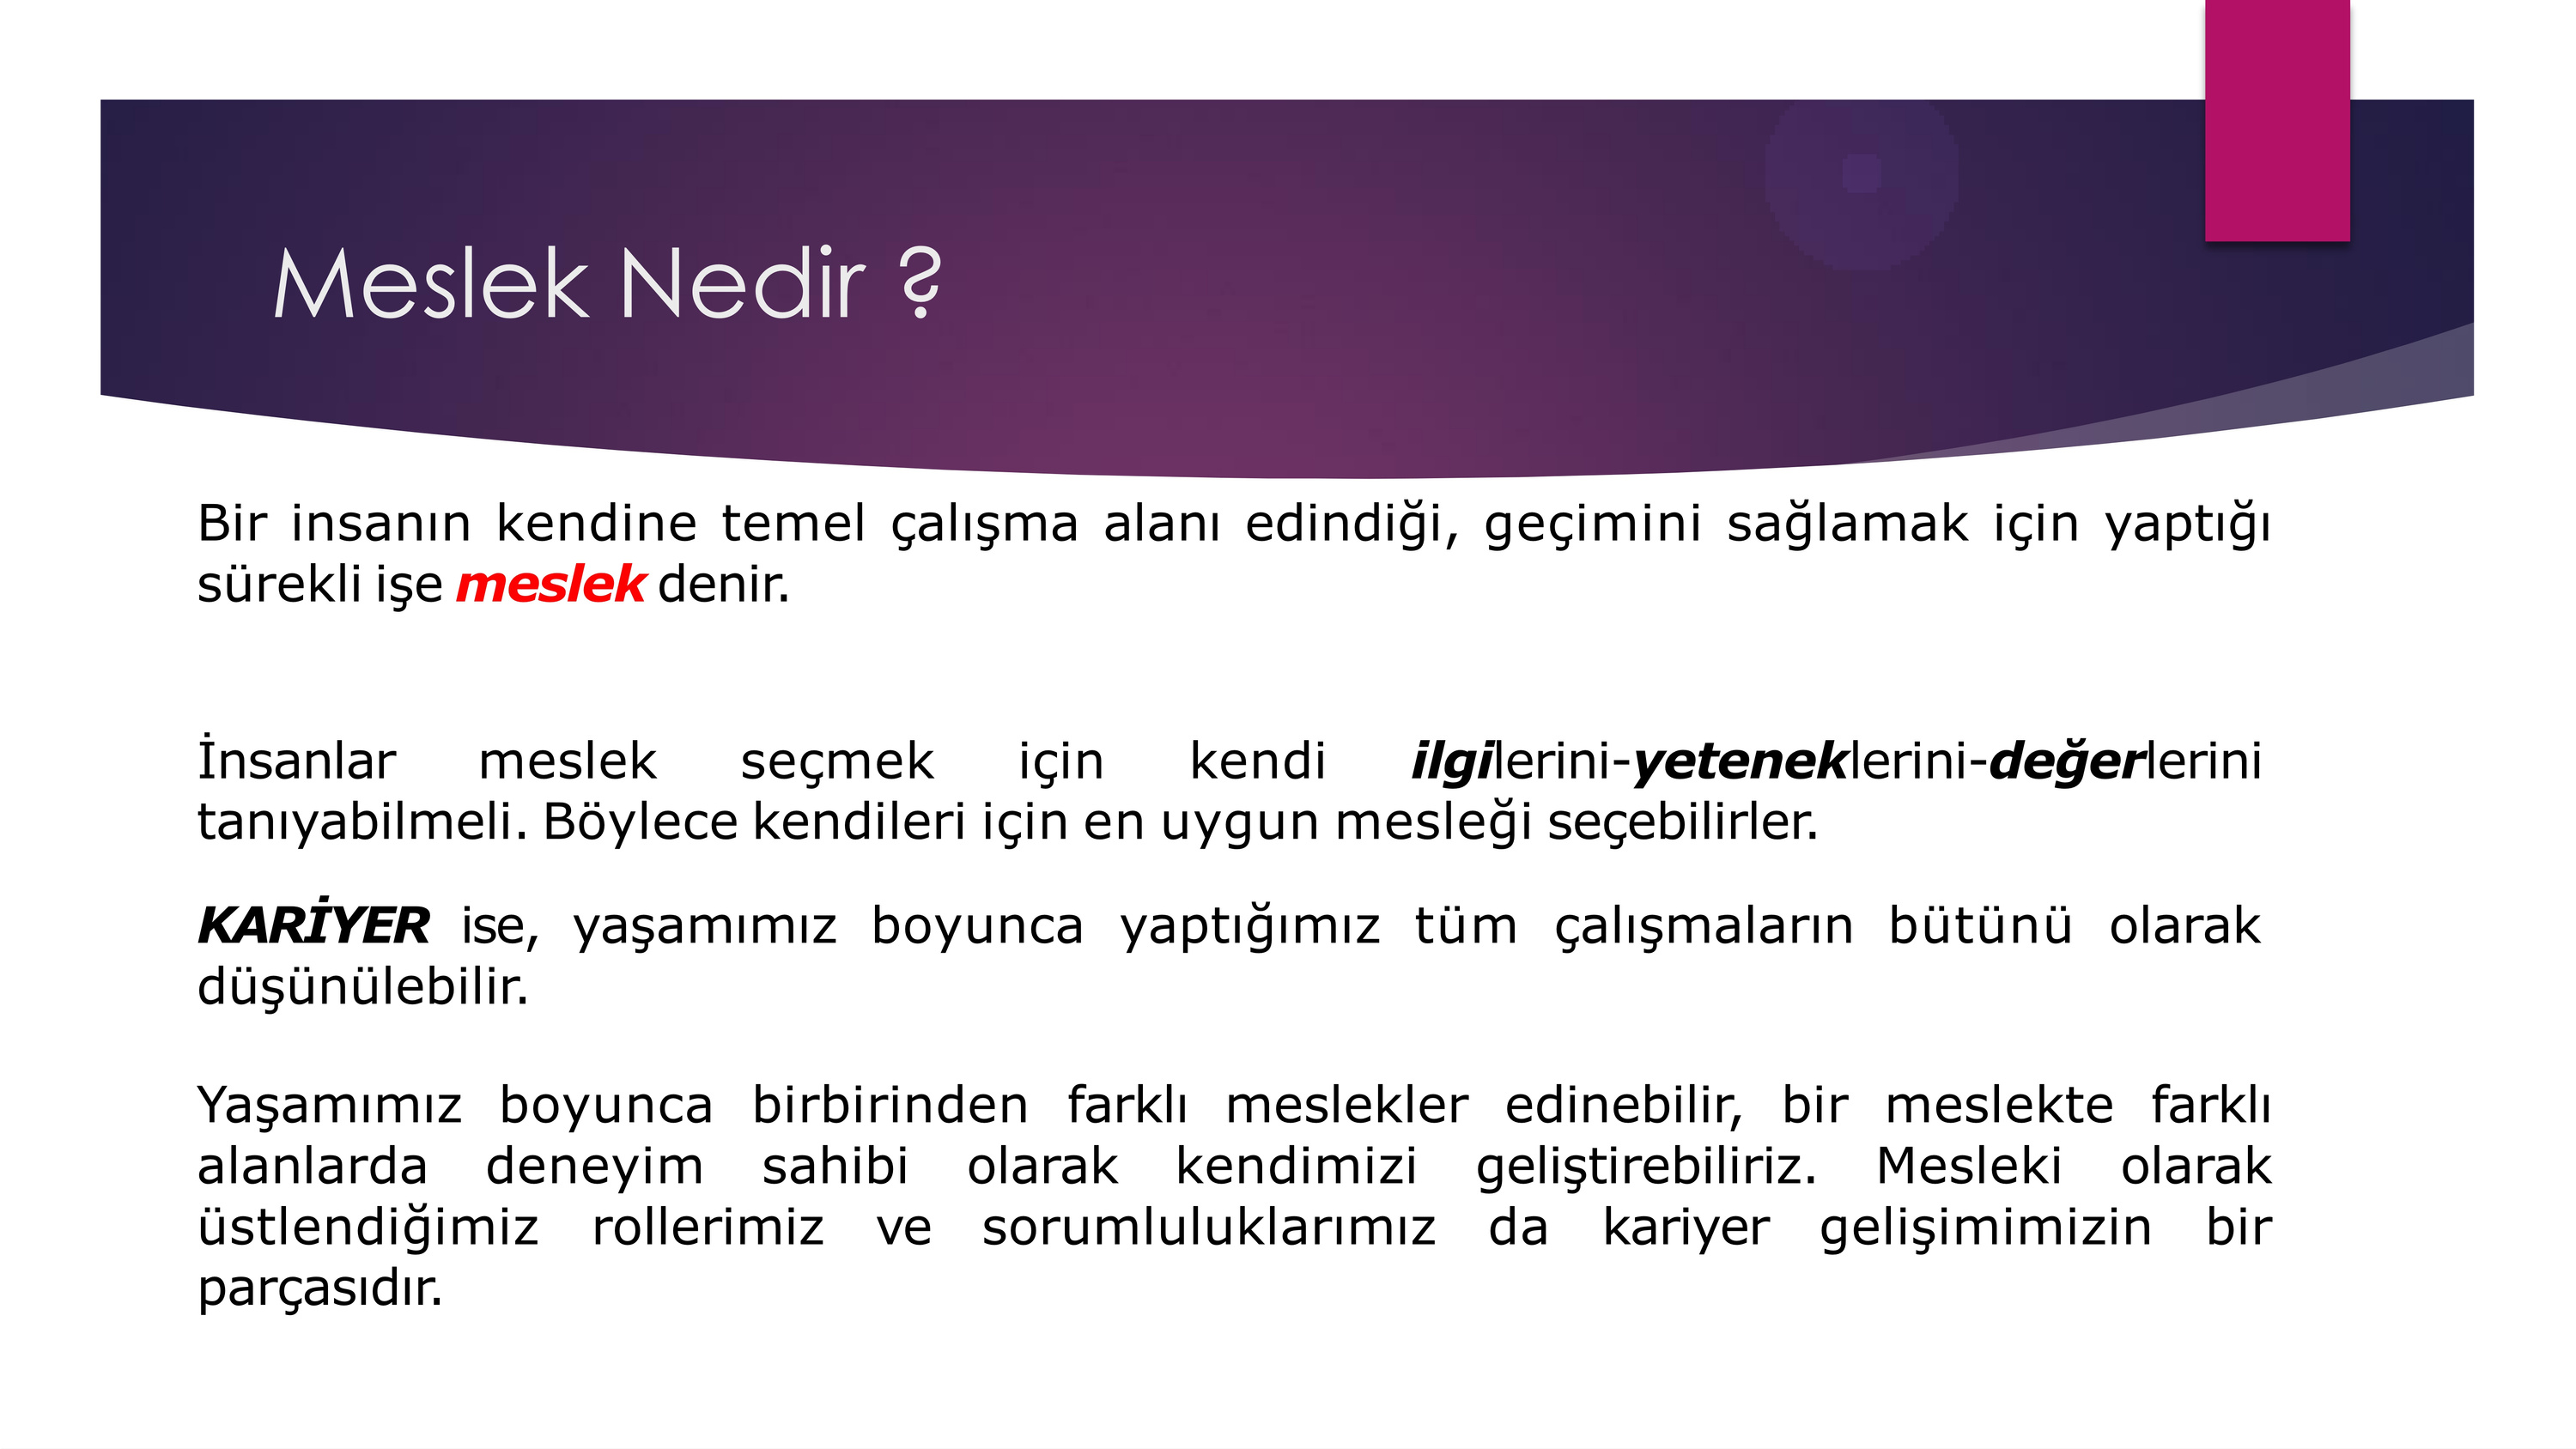 Meslek Nedir ?
Bir insanın kendine temel çalışma alanı edindiği, geçimini sağlamak için yaptığı
sürekli işe meslek denir.
İnsanlar meslek seçmek için kendi ilgilerini-yeteneklerini-değerlerini
tanıyabilmeli. Böylece kendileri için en uygun mesleği seçebilirler.
KARİYER ise, yaşamımız boyunca yaptığımız tüm çalışmaların bütünü olarak
düşünülebilir.
Yaşamımız boyunca birbirinden farklı meslekler edinebilir, bir meslekte farklı
alanlarda deneyim sahibi olarak kendimizi geliştirebiliriz. Mesleki olarak
üstlendiğimiz rollerimiz ve sorumluluklarımız da kariyer gelişimimizin bir
parçasıdır.